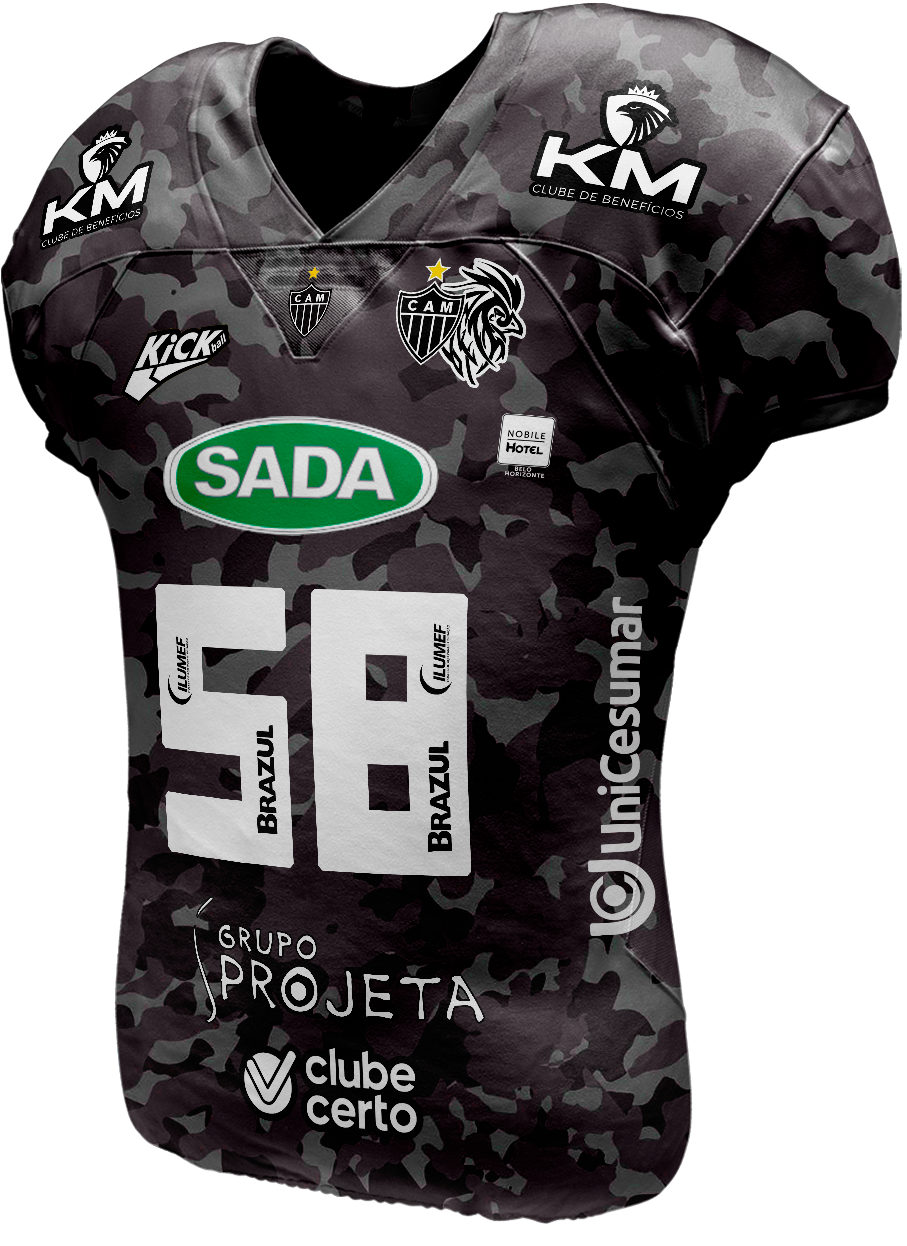 KM
CLUBE DE BENEFÍCIOS
KM
CLUBE DE BENEFÍCIOS
CAM
CAM
KiCK
ball
NOBILE
HOTEL
BELO
HORIZONTE
SADA
58
ILUMEF
ILUMEF
BRAZUL
BRAZUL
UniCesumar
GRUPO
PROJETA
clube
certo